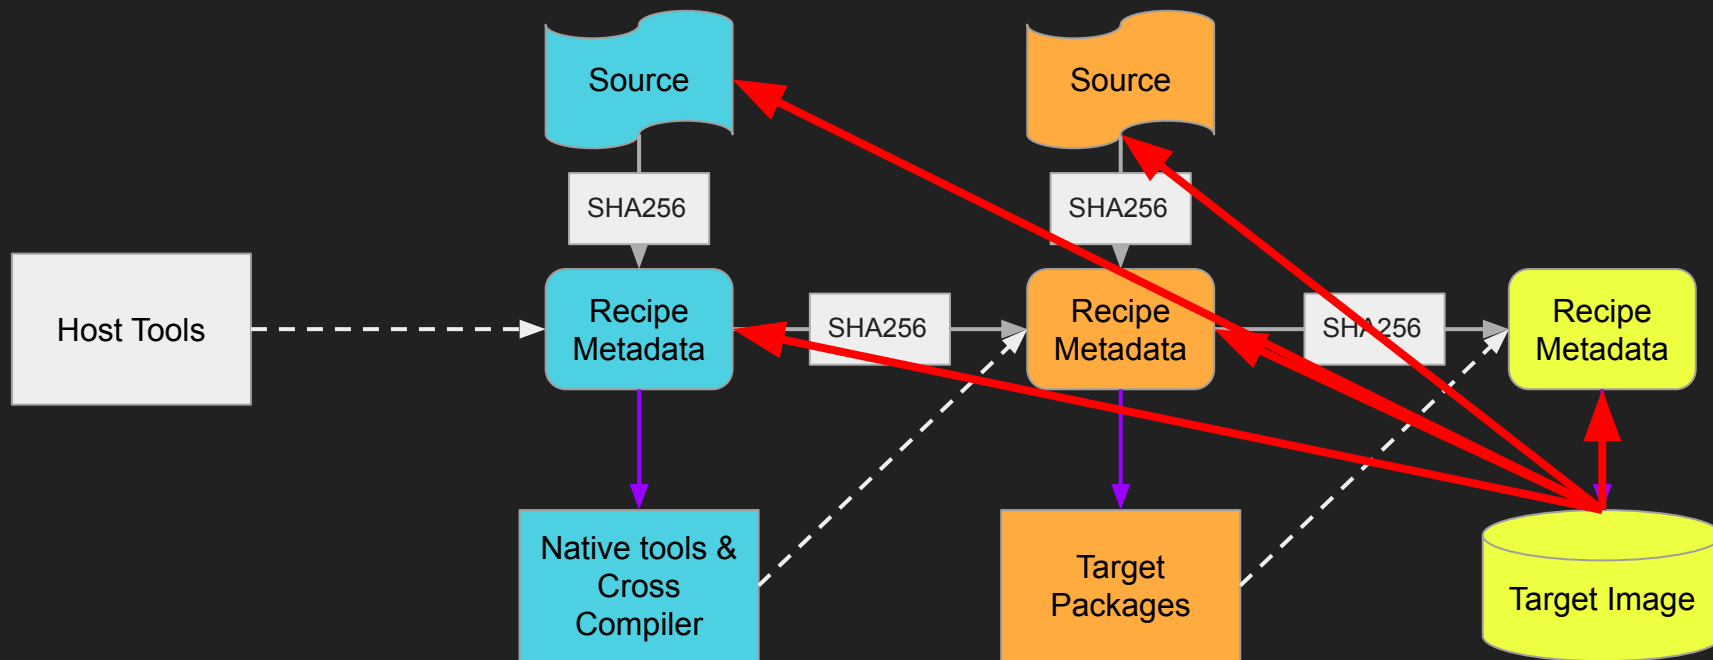 Source
Source
SHA256
SHA256
Host Tools
Recipe
Metadata
SHA256
Recipe
Metadata
SHA256
Recipe
Metadata
Native tools &
Cross
Compiler
Target
Packages
Target Image